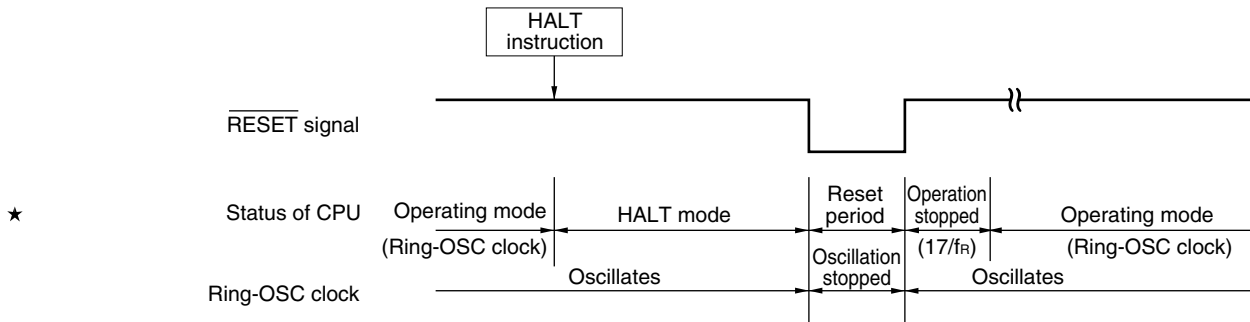 HALT
instruction
RESET signal
★ Status of CPU
Operating mode
(Ring-OSC clock)
HALT mode
Reset
period
Operation
stopped
(17/fR)
Operating mode
(Ring-OSC clock)
Ring-OSC clock
Oscillates
Oscillation
stopped
Oscillates